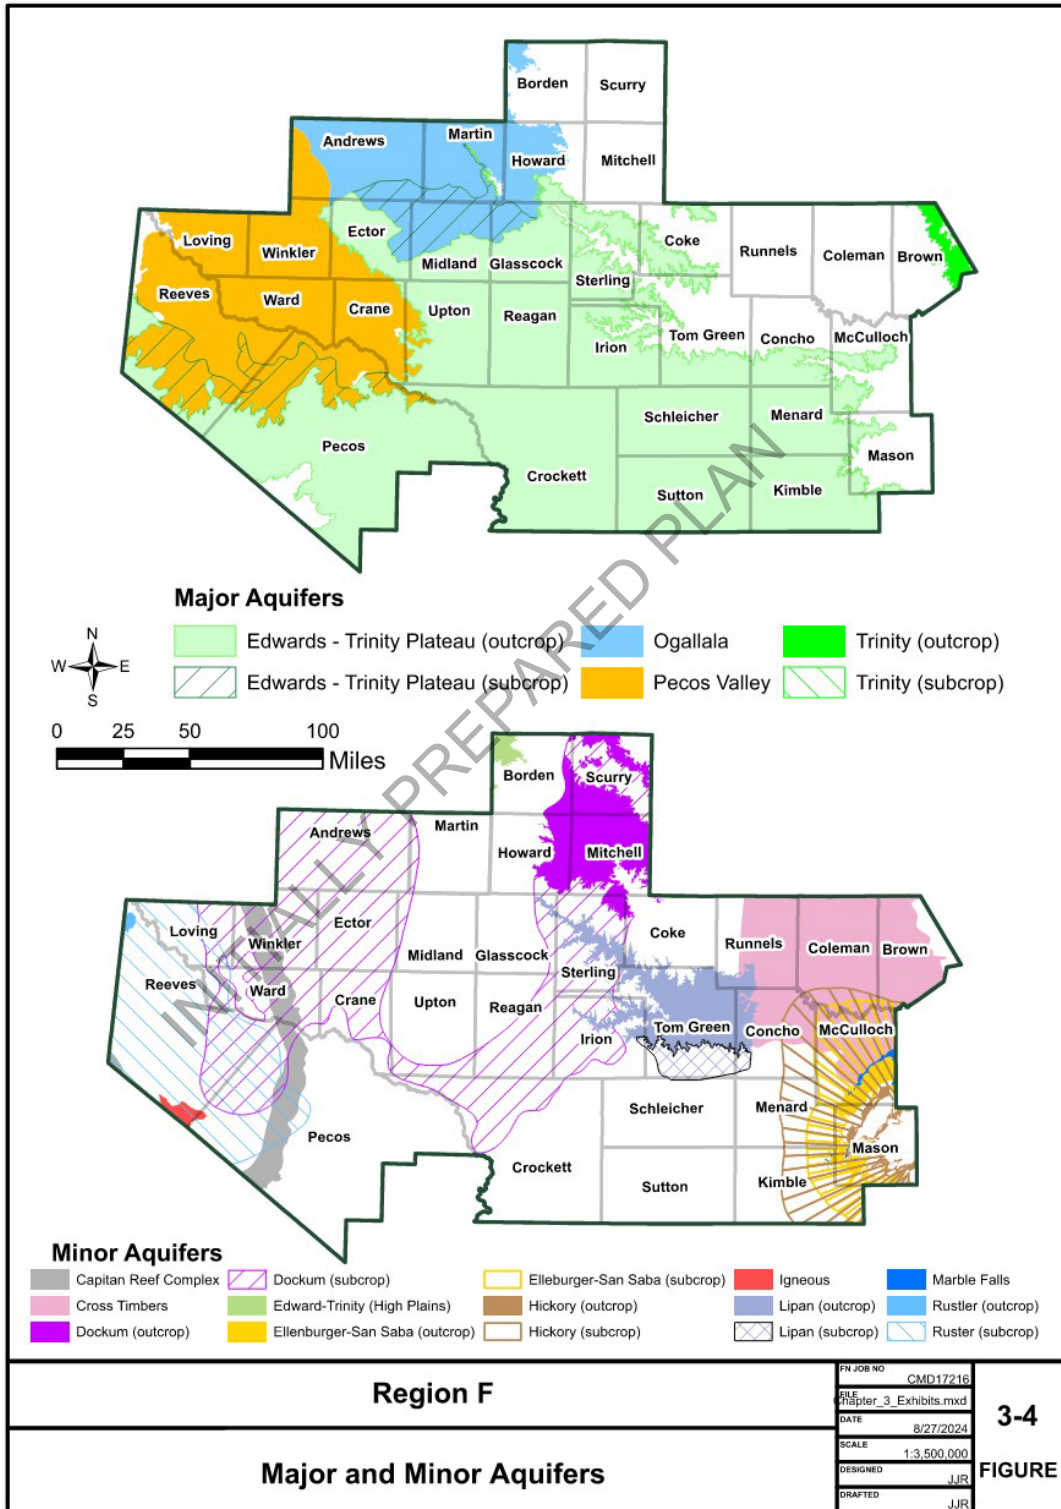 Borden
Scurry
Andrews
Martin
Howard
Mitchell
Loving
Winkler
Ector
Midland
Glasscock
Sterling
Coke
Runnels
Coleman
Brown
Reeves
Ward
Crane
Upton
Reagan
Irion
Tom Green
Concho
McCulloch
Pecos
Crockett
Schleicher
Menard
Mason
Sutton
Kimble
INITIALLY PREPARED PLAN
Major Aquifers
Edwards - Trinity Plateau (outcrop)
Ogallala
Trinity (outcrop)
Edwards - Trinity Plateau (subcrop)
Pecos Valley
Trinity (subcrop)
N
W
E
S
0 25 50 100
Miles
Borden
Scurry
Andrews
Martin
Howard
Mitchell
Loving
Winkler
Ector
Midland
Glasscock
Sterling
Coke
Runnels
Coleman
Brown
Reeves
Ward
Crane
Upton
Reagan
Irion
Tom Green
Concho
McCulloch
Pecos
Crockett
Schleicher
Menard
Mason
Sutton
Kimble
Minor Aquifers
Capitan Reef Complex
Dockum (subcrop)
Elleburger-San Saba (subcrop)
Igneous
Marble Falls
Cross Timbers
Edward-Trinity (High Plains)
Hickory (outcrop)
Lipan (outcrop)
Rustler (outcrop)
Dockum (outcrop)
Ellenburger-San Saba (outcrop)
Hickory (subcrop)
Lipan (subcrop)
Ruster (subcrop)
Region F
Major and Minor Aquifers
FN JOB NO
CMD17216
FILE
Chapter_3_Exhibits.mxd
DATE
8/27/2024
SCALE
1:3,500,000
DESIGNED
JJR
DRAFTED
JJR
3-4
FIGURE